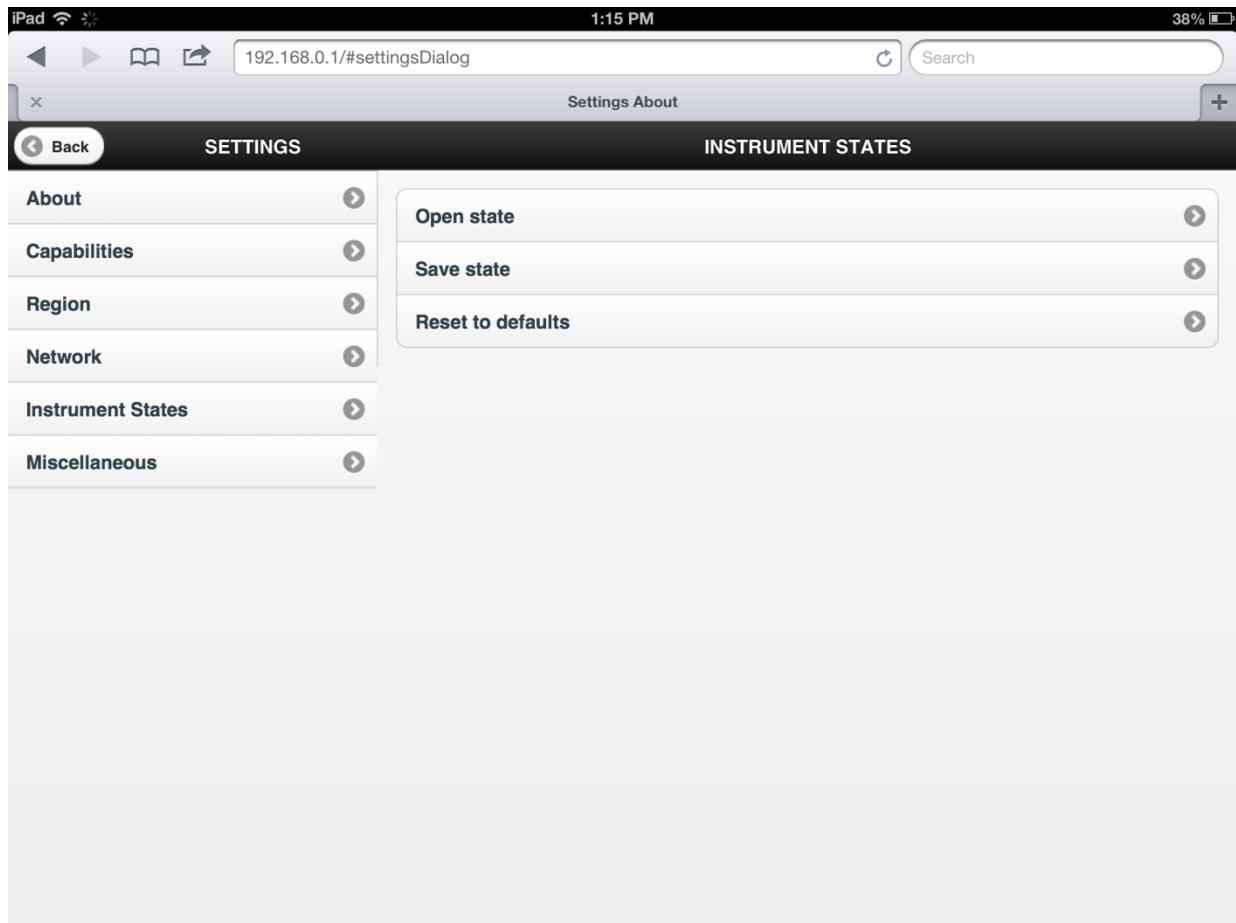 iPad 1:15 PM 38%
192.168.0.1/#settingsDialog Search
Settings About
Back SETTINGS INSTRUMENT STATES
About
Capabilities
Region
Network
Instrument States
Miscellaneous
Open state
Save state
Reset to defaults